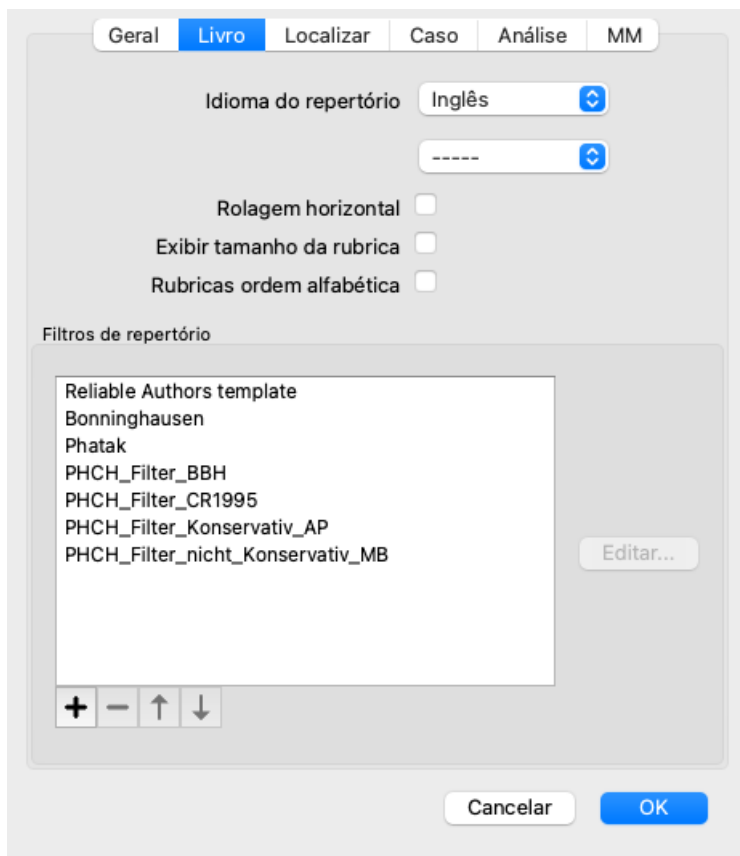 Geral Livro Localizar Caso Análise MM
Idioma do repertório Inglês
-----
Rolagem horizontal
Exibir tamanho da rubrica
Rubricas ordem alfabética
Filtros de repertório
Reliable Authors template
Bonninghausen
Phatak
PHCH_Filter_BBH
PHCH_Filter_CR1995
PHCH_Filter_Konservativ_AP
PHCH_Filter_nicht_Konservativ_MB
Editar...
Cancelar OK